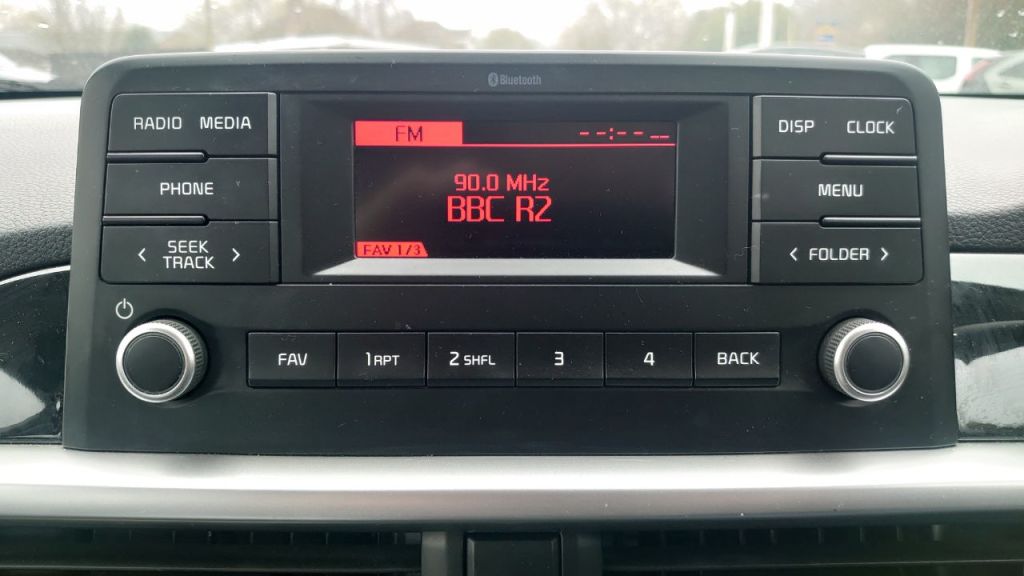 Bluetooth
RADIO MEDIA
PHONE
< SEEK TRACK >
FM --:-- --
90.0 MHz
BBC R2
FAV 1/3
DISP CLOCK
MENU
< FOLDER >
FAV 1 RPT 2 SHFL 3 4 BACK